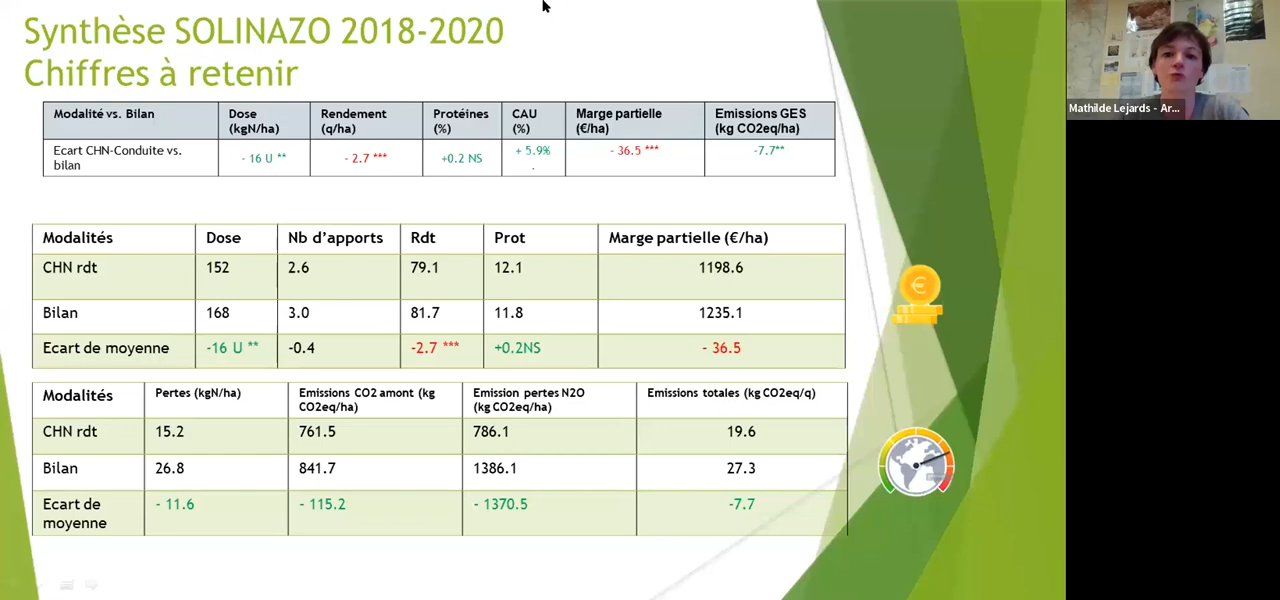 Synthèse SOLINAZO 2018-2020
Chiffres à retenir
Modalité vs. Bilan Dose (kgN/ha) Rendement (q/ha) Protéines (%) CAU (%) Marge partielle (€/ha) Emissions GES (kg CO2eq/ha)
Ecart CHN-Conduite vs. bilan - 16 U ** - 2.7 *** +0.2 NS + 5.9% . - 36.5 *** -7.7**
Modalités Dose Nb d’apports Rdt Prot Marge partielle (€/ha)
CHN rdt 152 2.6 79.1 12.1 1198.6
Bilan 168 3.0 81.7 11.8 1235.1
Ecart de moyenne -16 U ** -0.4 -2.7 *** +0.2NS - 36.5
Modalités Pertes (kgN/ha) Emissions CO2 amont (kg CO2eq/ha) Emission pertes N2O (kg CO2eq/ha) Emissions totales (kg CO2eq/q)
CHN rdt 15.2 761.5 786.1 19.6
Bilan 26.8 841.7 1386.1 27.3
Ecart de moyenne - 11.6 - 115.2 - 1370.5 -7.7
Mathilde Lejards - Ar...